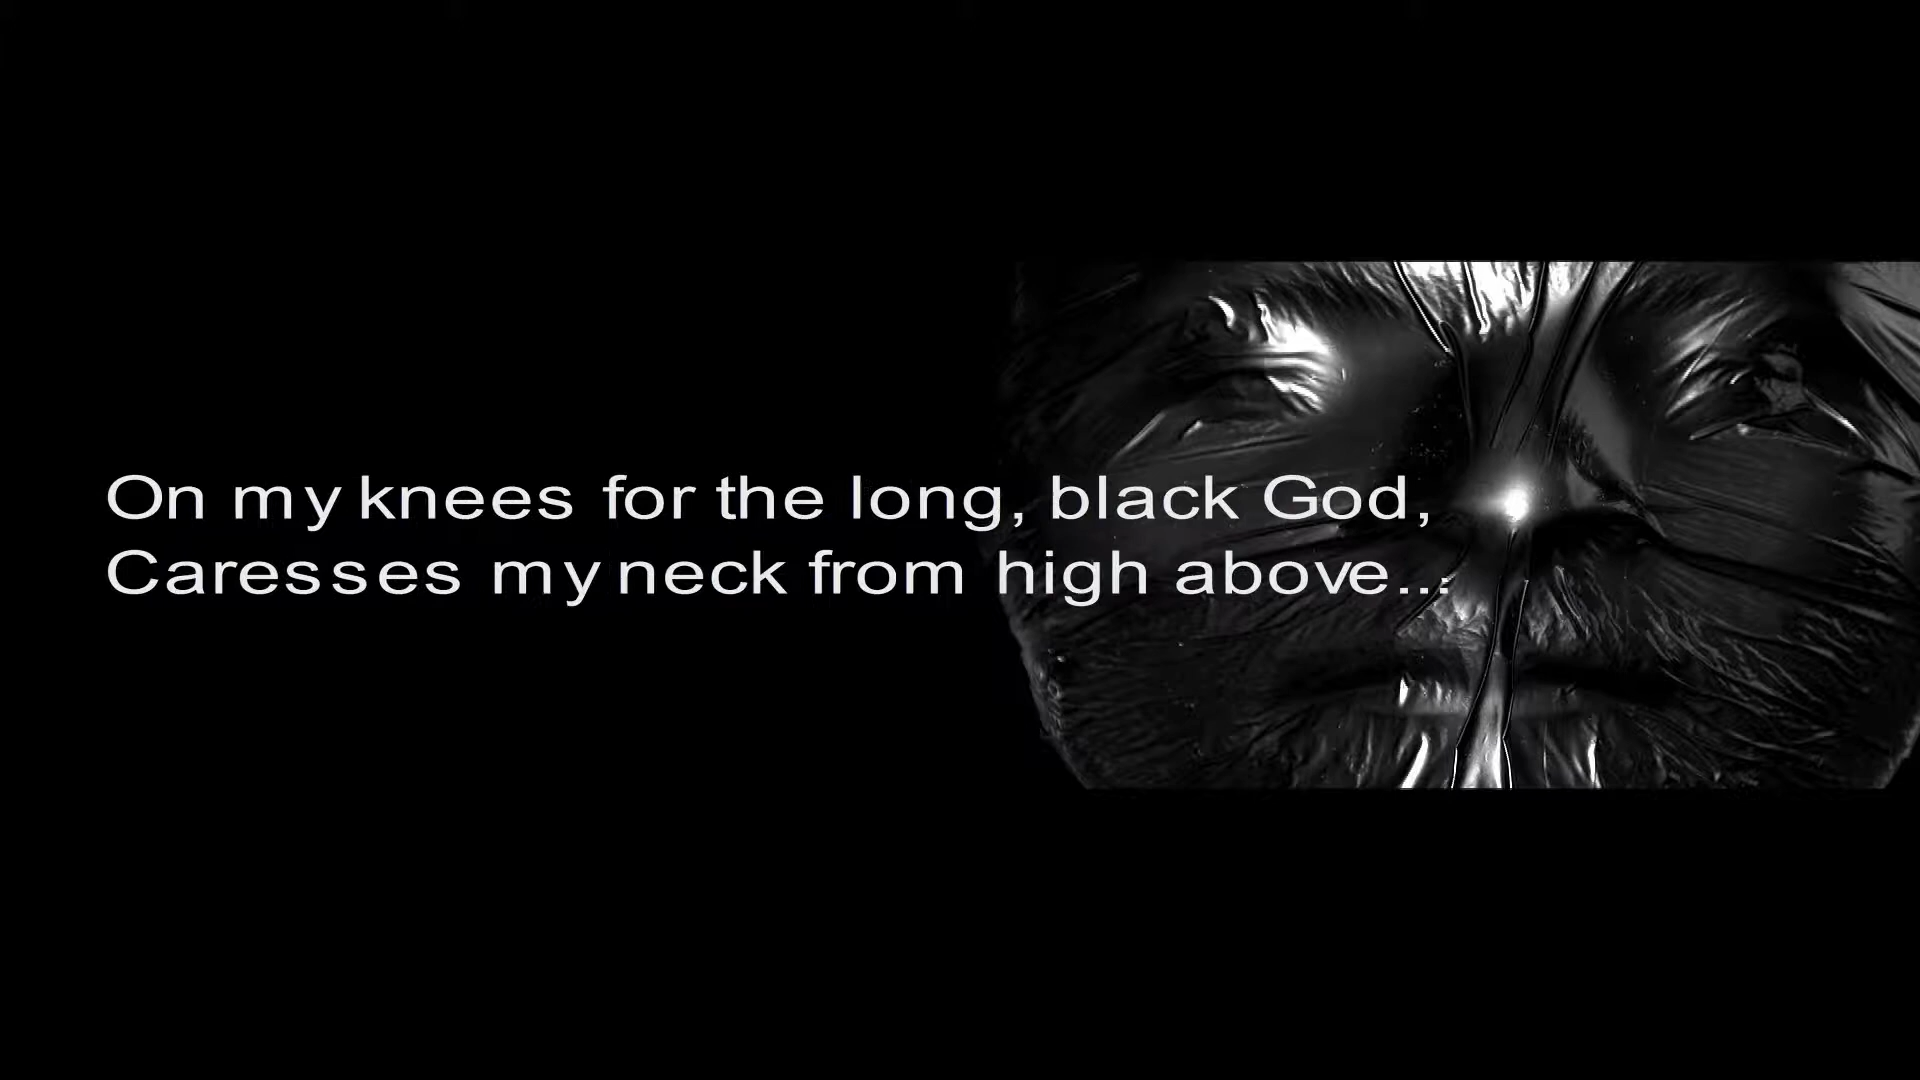 On my knees for the long, black God,
Caresses my neck from high above...